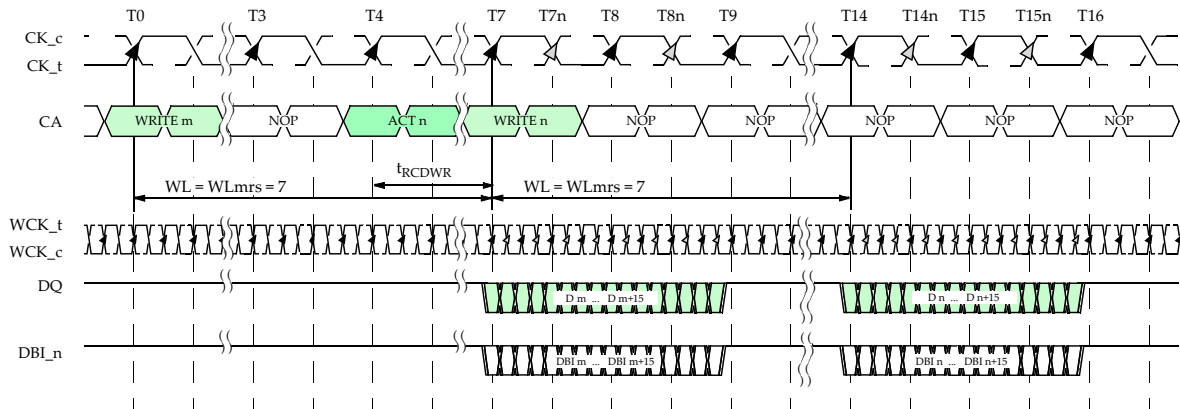 T0 T3 T4 T7 T7n T8 T8n T9 T14 T14n T15 T15n T16
CK_c
CK_t
CA WRITE m NOP ACT n WRITE n NOP NOP NOP NOP NOP
tRCDWR
WL = WLmrs = 7 WL = WLmrs = 7
WCK_t
WCK_c
DQ
D m ... D m+15 D n ... D n+15
DBI_n
DBI m ... DBI m+15 DBI n ... DBI n+15